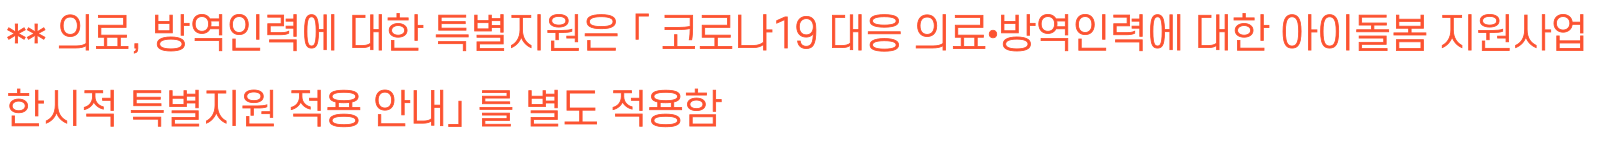 ** 의료, 방역인력에 대한 특별지원은 「 코로나19 대응 의료•방역인력에 대한 아이돌봄 지원사업
한시적 특별지원 적용 안내」 를 별도 적용함